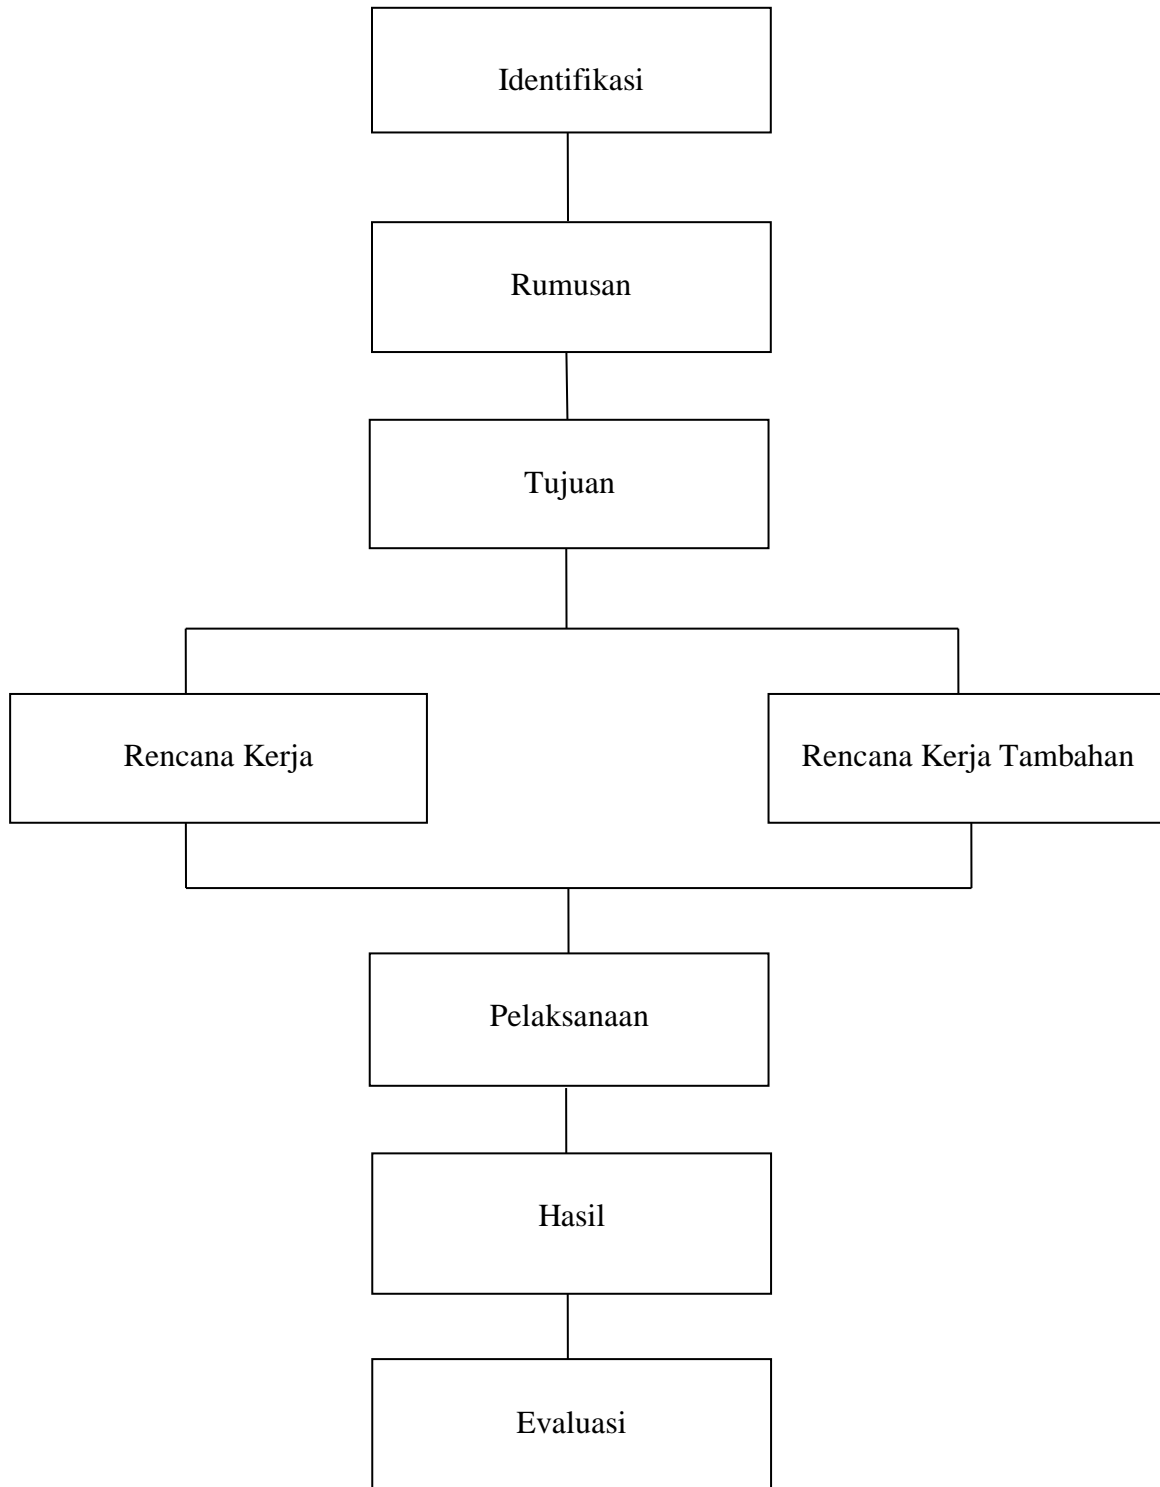 Identifikasi
Rumusan
Tujuan
Rencana Kerja
Rencana Kerja Tambahan
Pelaksanaan
Hasil
Evaluasi